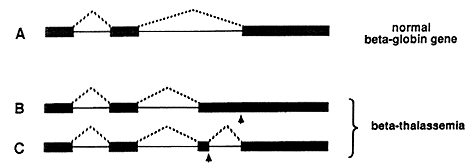 A
normal
beta-globin gene
B
beta-thalassemia
C